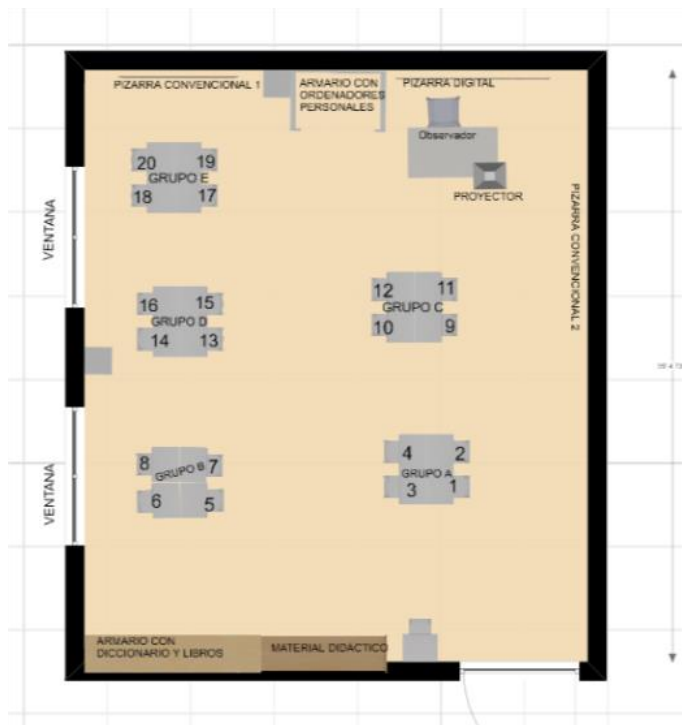 PIZARRA CONVENCIONAL 1
ARMARIO CON
ORDENADORES
PERSONALES
PIZARRA DIGITAL
Observador
PROYECTOR
PIZARRA CONVENCIONAL 2
VENTANA
20 19
GRUPO E
18 17
16 15
GRUPO D
14 13
12 11
GRUPO C
10 9
VENTANA
8 7
GRUPO B
6 5
4 2
GRUPO A
3 1
ARMARIO CON
DICCIONARIO Y LIBROS
MATERIAL DIDÁCTICO